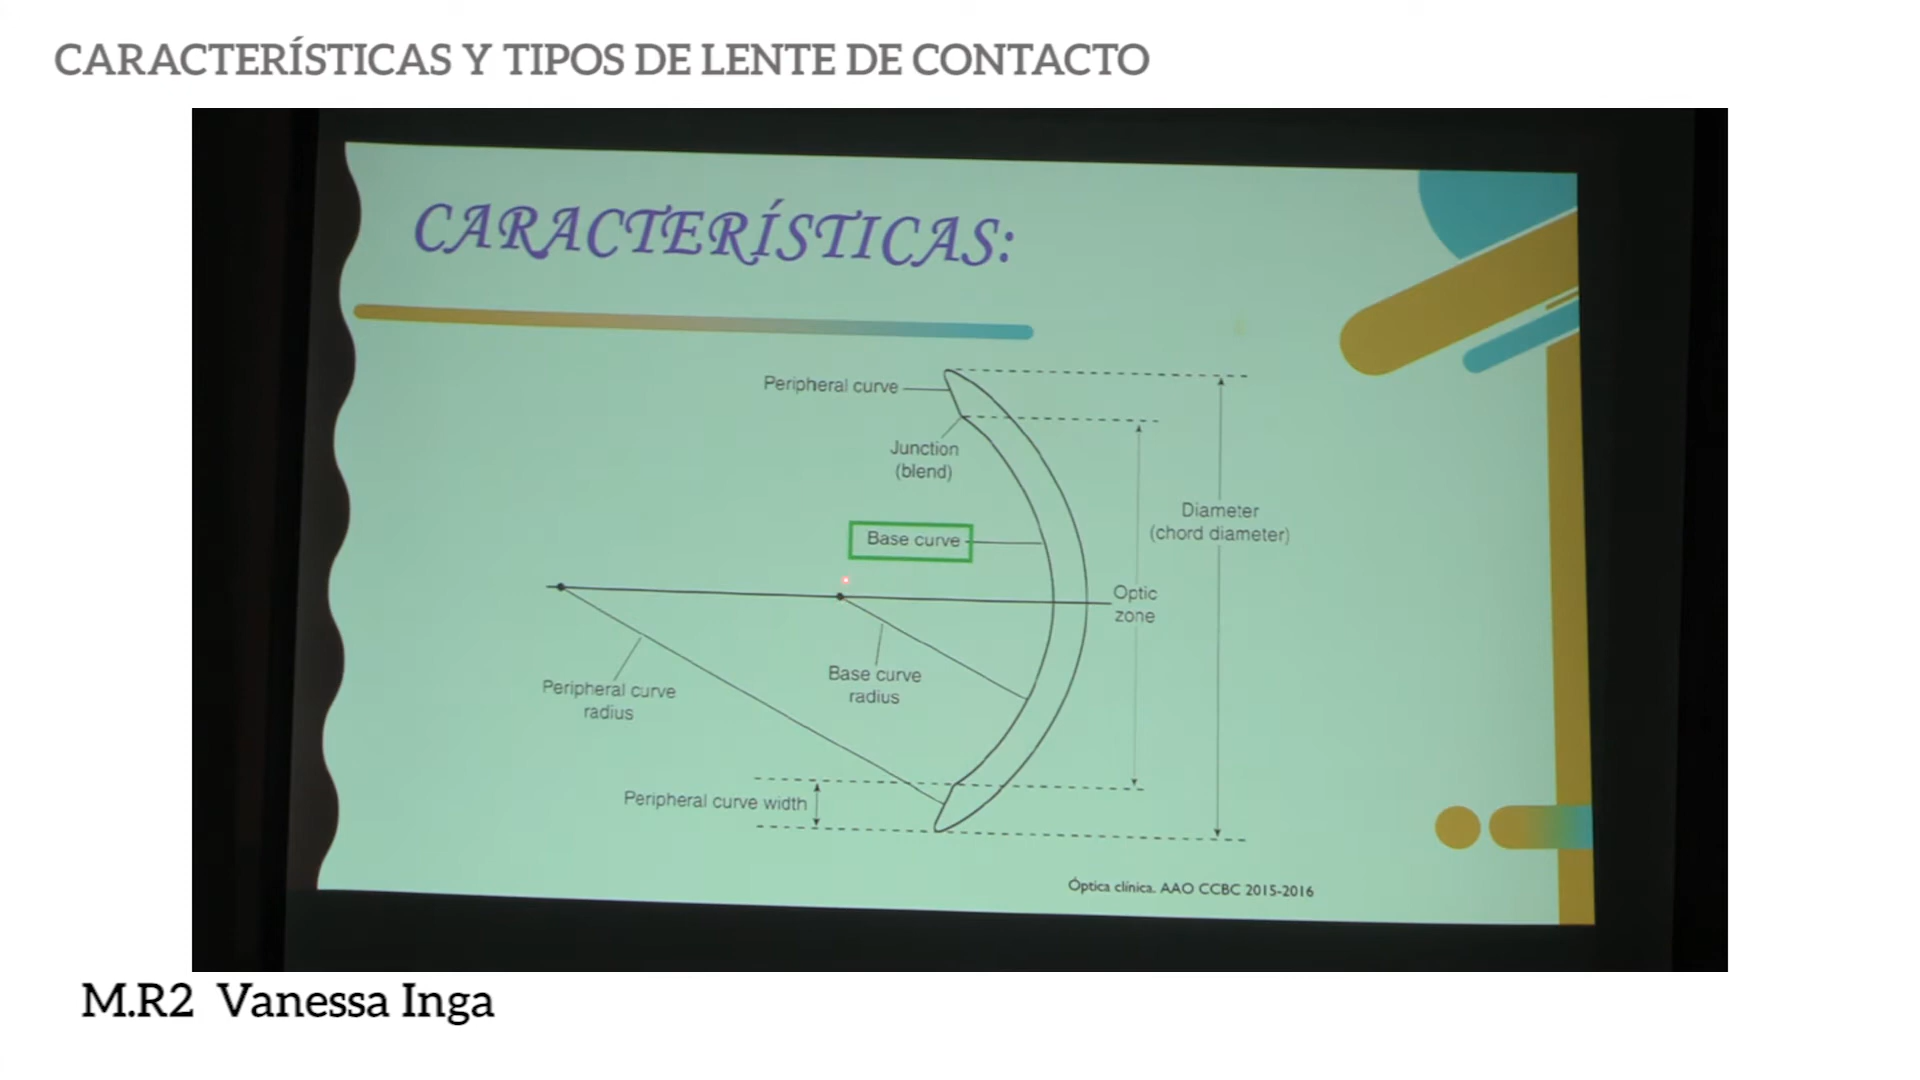 CARACTERÍSTICAS Y TIPOS DE LENTE DE CONTACTO
CARACTERÍSTICAS:
Peripheral curve
Junction
(blend)
Base curve
Diameter
(chord diameter)
Optic
zone
Base curve
radius
Peripheral curve
radius
Peripheral curve width
Óptica clínica. AAO CCBC 2015-2016
M.R2 Vanessa Inga